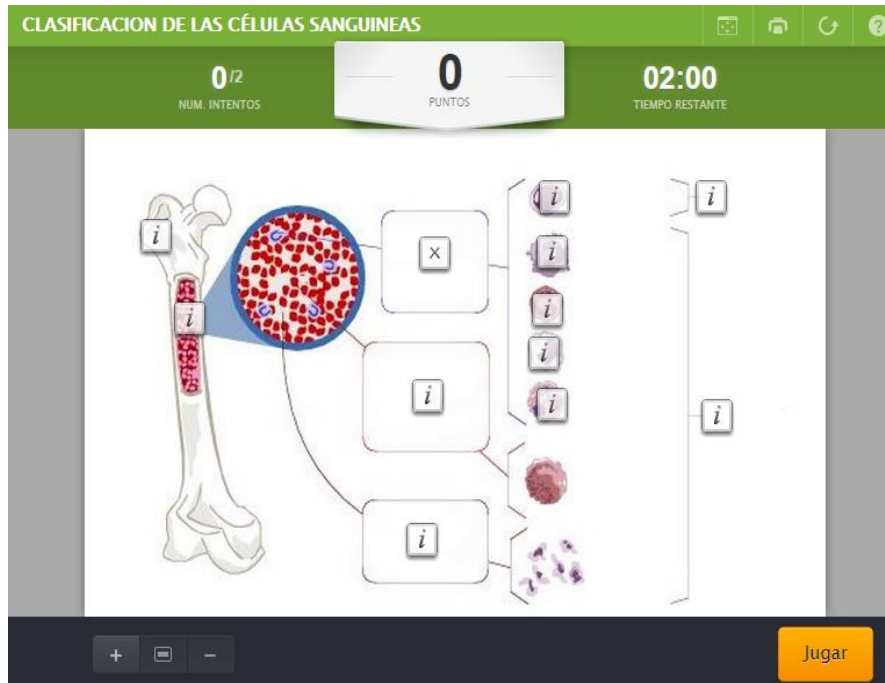 CLASIFICACION DE LAS CÉLULAS SANGUINEAS
?
0/2
NUM. INTENTOS
0
PUNTOS
02:00
TIEMPO RESTANTE
i
i
i
×
i
i
i
i
i
i
i
i
i
+
−
Jugar